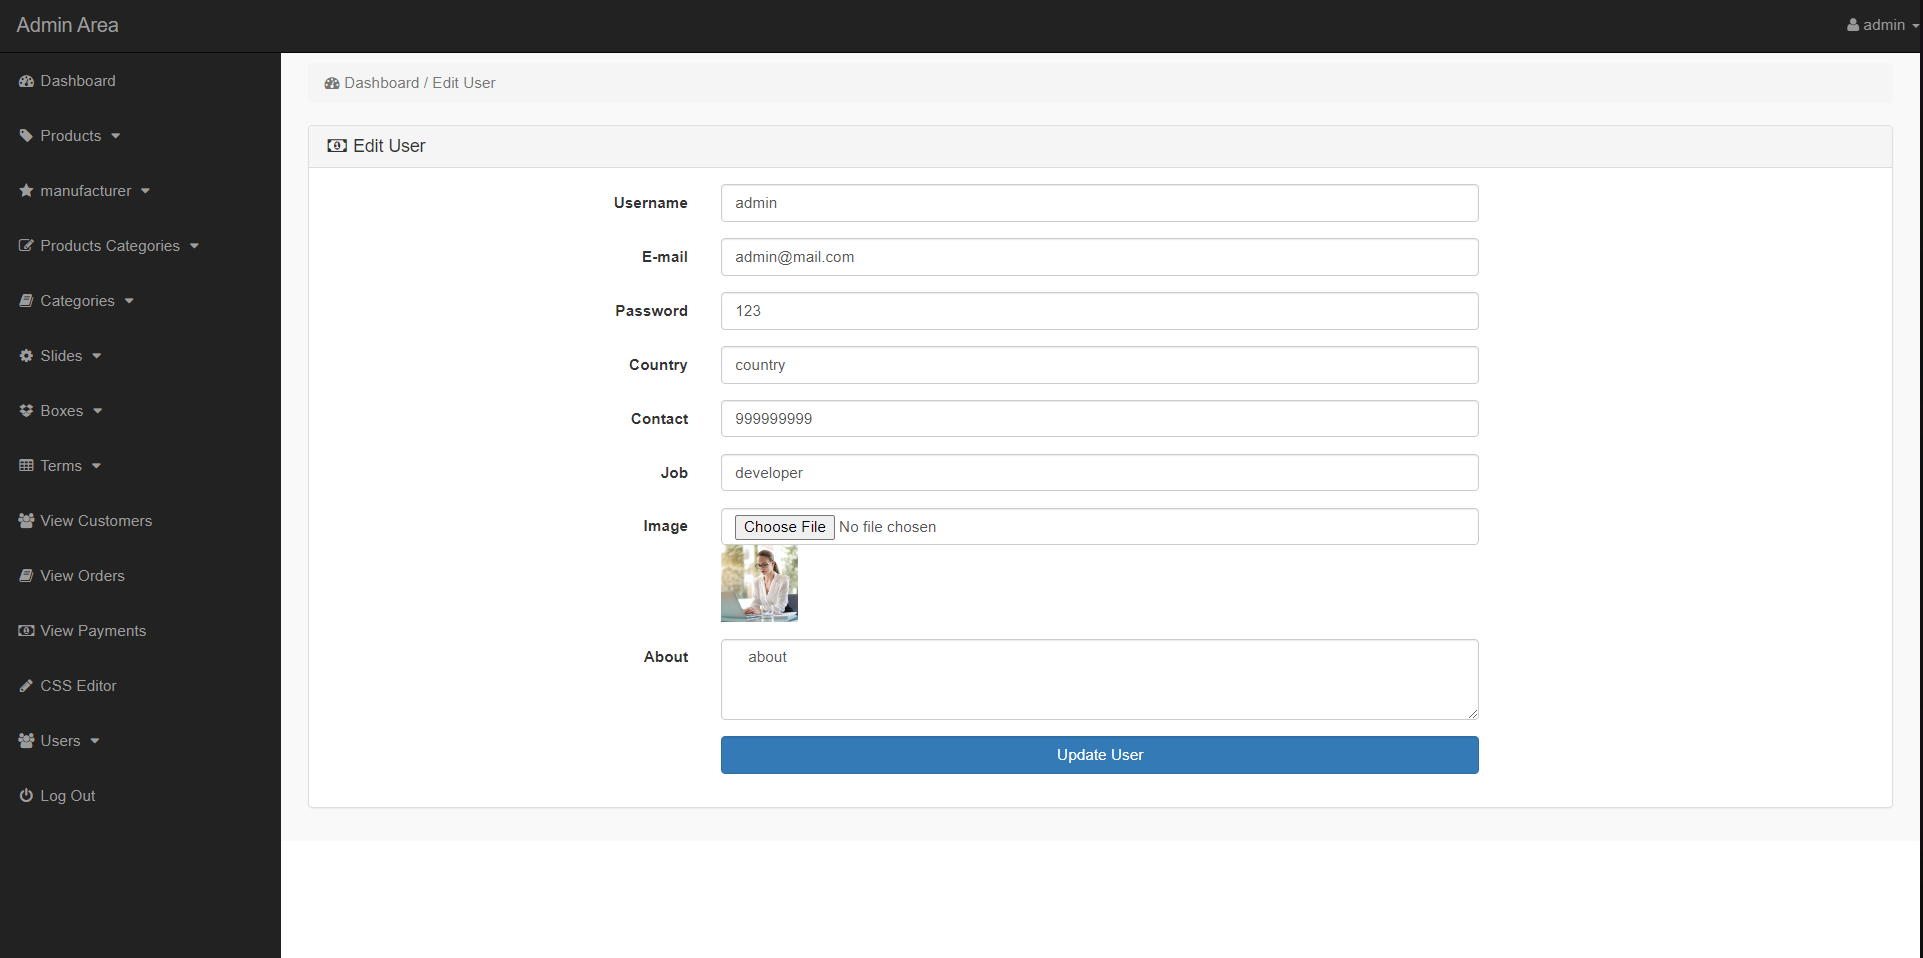 Admin Area
admin
Dashboard
Products
manufacturer
Products Categories
Categories
Slides
Boxes
Terms
View Customers
View Orders
View Payments
CSS Editor
Users
Log Out
Dashboard / Edit User
Edit User
Username admin
E-mail admin@mail.com
Password 123
Country country
Contact 999999999
Job developer
Image Choose File No file chosen
About about
Update User